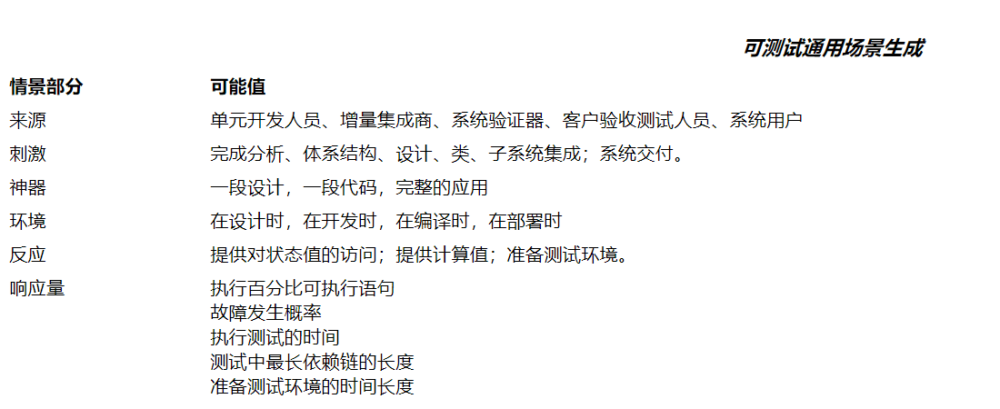 可测试通用场景生成
情景部分 可能值
来源 单元开发人员、增量集成商、系统验证器、客户验收测试人员、系统用户
刺激 完成分析、体系结构、设计、类、子系统集成；系统交付。
神器 一段设计，一段代码，完整的应用
环境 在设计时，在开发时，在编译时，在部署时
反应 提供对状态值的访问；提供计算值；准备测试环境。
响应量 执行百分比可执行语句
故障发生概率
执行测试的时间
测试中最长依赖链的长度
准备测试环境的时间长度